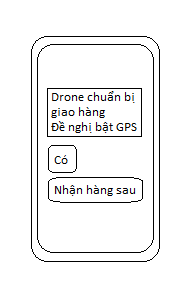 Drone chuẩn bị
giao hàng
Đề nghị bật GPS
Có
Nhận hàng sau